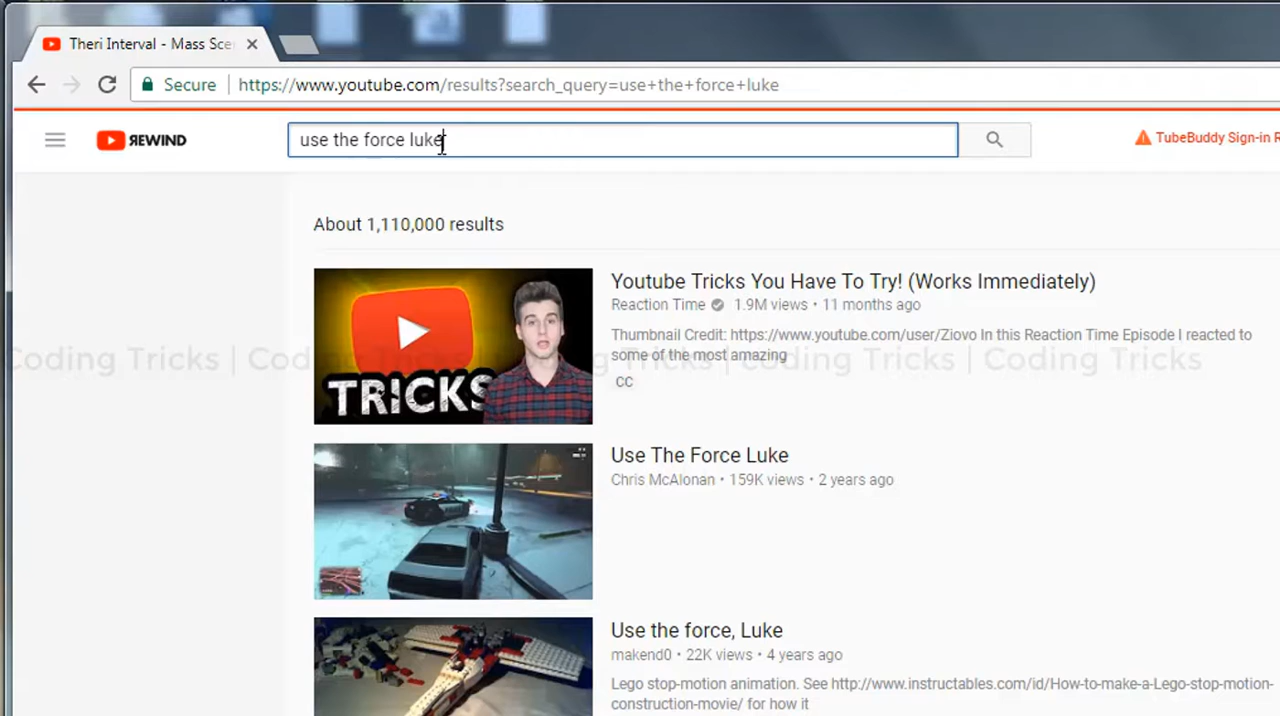 Theri Interval - Mass Sce
Secure
https://www.youtube.com/results?search_query=use+the+force+luke
REWIND
use the force luke
TubeBuddy Sign-in R
About 1,110,000 results
TRICKS
Youtube Tricks You Have To Try! (Works Immediately)
Reaction Time 1.9M views • 11 months ago
Thumbnail Credit: https://www.youtube.com/user/Ziovo In this Reaction Time Episode I reacted to
some of the most amazing
Coding Tricks | Coding Tricks | Coding Tricks | Coding Tricks | Coding Tricks
CC
Use The Force Luke
Chris McAlonan • 159K views • 2 years ago
Use the force, Luke
makend0 • 22K views • 4 years ago
Lego stop-motion animation. See http://www.instructables.com/id/How-to-make-a-Lego-stop-motion-
construction-movie/ for how it